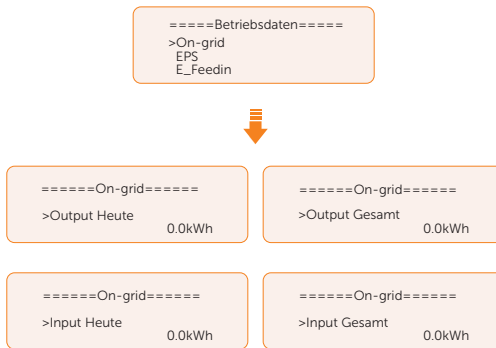 =====Betriebsdaten=====
>On-grid
EPS
E_Feedin
======On-grid======
>Output Heute
0.0kWh
======On-grid======
>Output Gesamt
0.0kWh
======On-grid======
>Input Heute
0.0kWh
======On-grid======
>Input Gesamt
0.0kWh